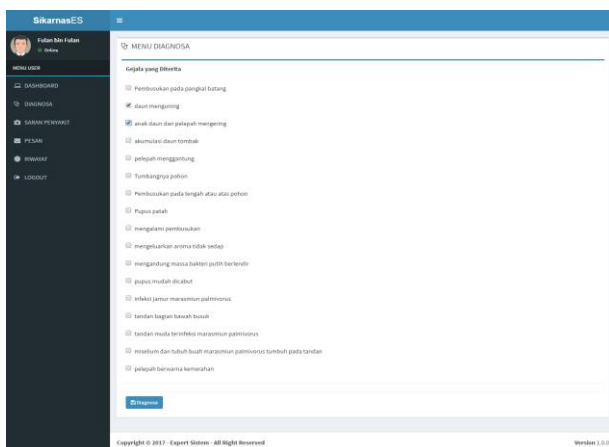 SikarnasES
Fulan bin Fulan
Online
MENU USER
DASHBOARD
DIAGNOSA
SARAN PENYAKIT
PESAN
RIWAYAT
LOGOUT
MENU DIAGNOSA
Gejala yang Diterita
Pembusukan pada pangkal batang
daun menguning
anak daun dan pelepah mengering
akumulasi daun tombak
pelepah menggantung
Tumbangnya pohon
Pembusukan pada tengah atau atas pohon
Pupus patah
mengalami pembusukan
mengeluarkan aroma tidak sedap
mengandung massa bakteri putih berlendir
pupus mudah dicabut
infeksi jamur marasmiun palmivorus
tandan bagian bawah busuk
tandan muda terinfeksi marasmiun palmivorus
miselium dan tubuh buah marasmiun palmivorus tumbuh pada tandan
pelepah berwarna kemerahan
Diagnosa
Copyright © 2017 - Expert Sistem - All Right Reserved
Version 1.0.0